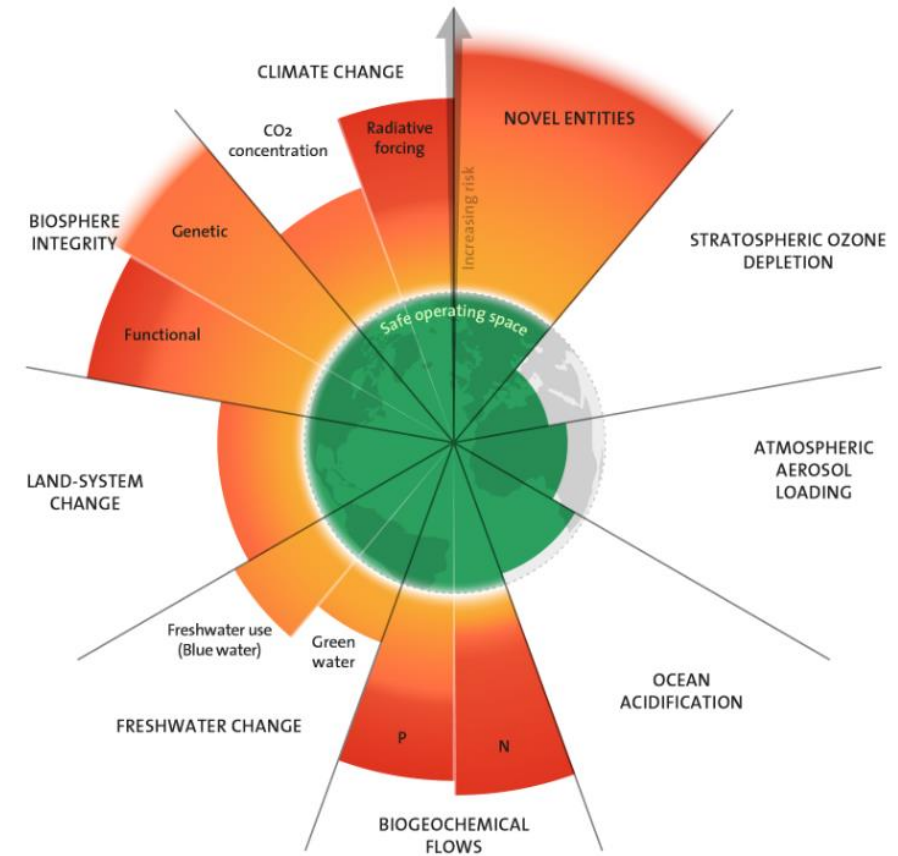 CLIMATE CHANGE
CO2
concentration
Radiative
forcing
NOVEL ENTITIES
Increasing risk
STRATOSPHERIC OZONE
DEPLETION
BIOSPHERE
INTEGRITY
Genetic
Functional
Safe operating space
ATMOSPHERIC
AEROSOL
LOADING
LAND-SYSTEM
CHANGE
Freshwater use
(Blue water)
Green
water
FRESHWATER CHANGE
P
N
OCEAN
ACIDIFICATION
BIOGEOCHEMICAL
FLOWS